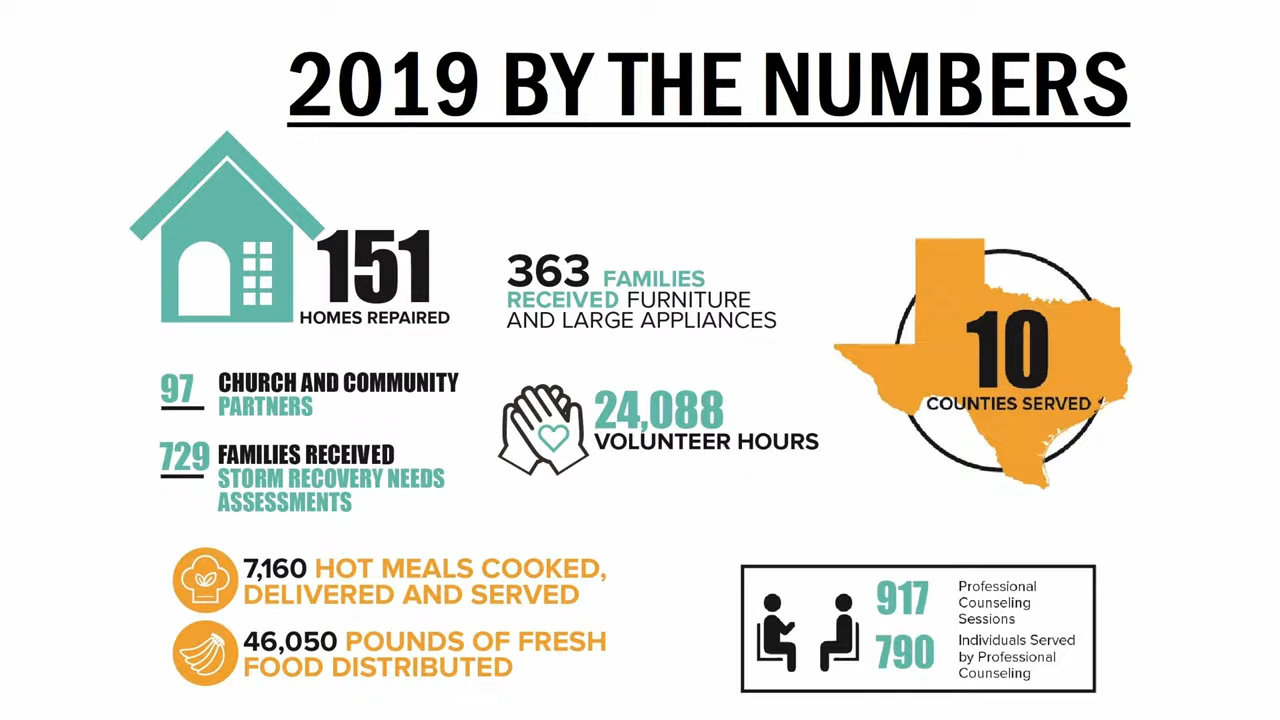 2019 BY THE NUMBERS
151
HOMES REPAIRED
363 FAMILIES
RECEIVED FURNITURE
AND LARGE APPLIANCES
10
COUNTIES SERVED
97 CHURCH AND COMMUNITY
PARTNERS
24,088
VOLUNTEER HOURS
729 FAMILIES RECEIVED
STORM RECOVERY NEEDS
ASSESSMENTS
7,160 HOT MEALS COOKED,
DELIVERED AND SERVED
46,050 POUNDS OF FRESH
FOOD DISTRIBUTED
917 Professional
Counseling
Sessions
790 Individuals Served
by Professional
Counseling